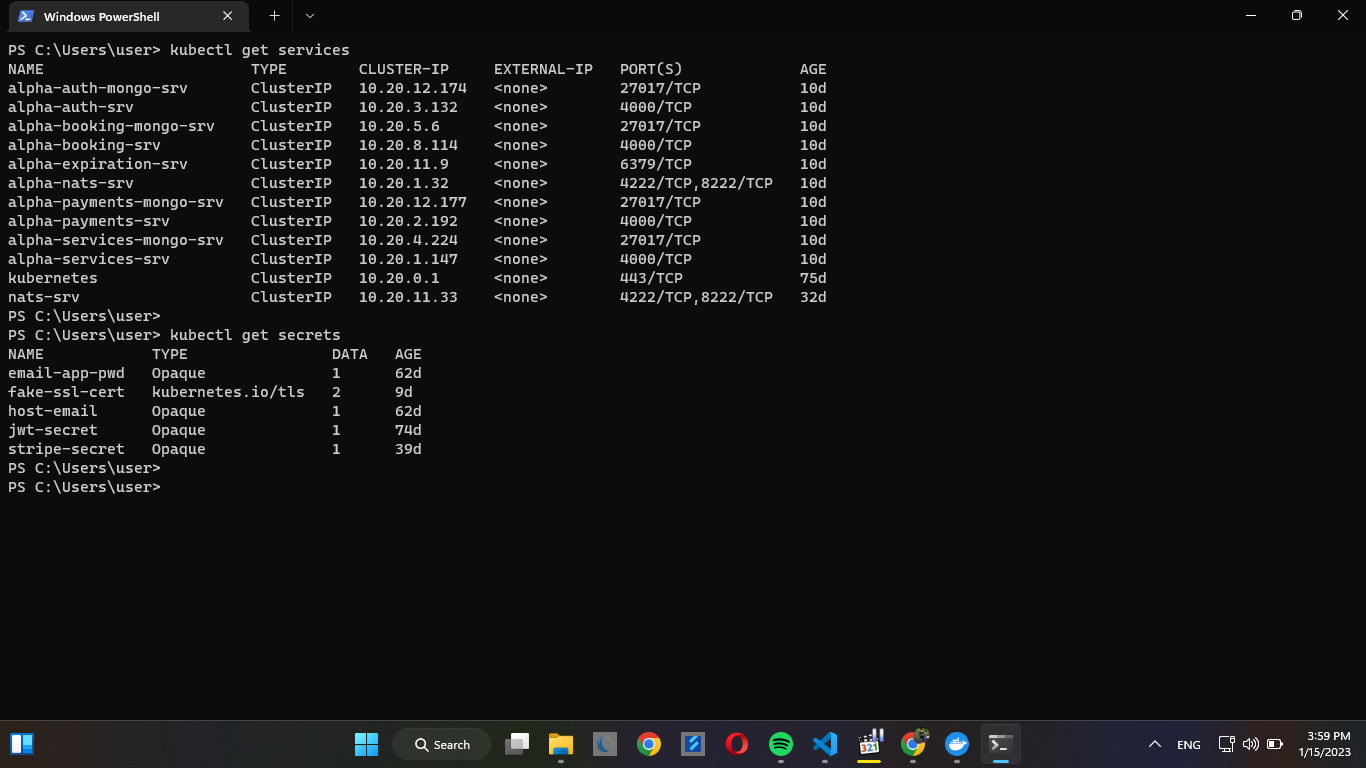 Windows PowerShell
PS C:\Users\user> kubectl get services
NAME TYPE CLUSTER-IP EXTERNAL-IP PORT(S) AGE
alpha-auth-mongo-srv ClusterIP 10.20.12.174 <none> 27017/TCP 10d
alpha-auth-srv ClusterIP 10.20.3.132 <none> 4000/TCP 10d
alpha-booking-mongo-srv ClusterIP 10.20.5.6 <none> 27017/TCP 10d
alpha-booking-srv ClusterIP 10.20.8.114 <none> 4000/TCP 10d
alpha-expiration-srv ClusterIP 10.20.11.9 <none> 6379/TCP 10d
alpha-nats-srv ClusterIP 10.20.1.32 <none> 4222/TCP,8222/TCP 10d
alpha-payments-mongo-srv ClusterIP 10.20.12.177 <none> 27017/TCP 10d
alpha-payments-srv ClusterIP 10.20.2.192 <none> 4000/TCP 10d
alpha-services-mongo-srv ClusterIP 10.20.4.224 <none> 27017/TCP 10d
alpha-services-srv ClusterIP 10.20.1.147 <none> 4000/TCP 10d
kubernetes ClusterIP 10.20.0.1 <none> 443/TCP 75d
nats-srv ClusterIP 10.20.11.33 <none> 4222/TCP,8222/TCP 32d
PS C:\Users\user>
PS C:\Users\user> kubectl get secrets
NAME TYPE DATA AGE
email-app-pwd Opaque 1 62d
fake-ssl-cert kubernetes.io/tls 2 9d
host-email Opaque 1 62d
jwt-secret Opaque 1 74d
stripe-secret Opaque 1 39d
PS C:\Users\user>
PS C:\Users\user>
Search
321
ENG
3:59 PM
1/15/2023